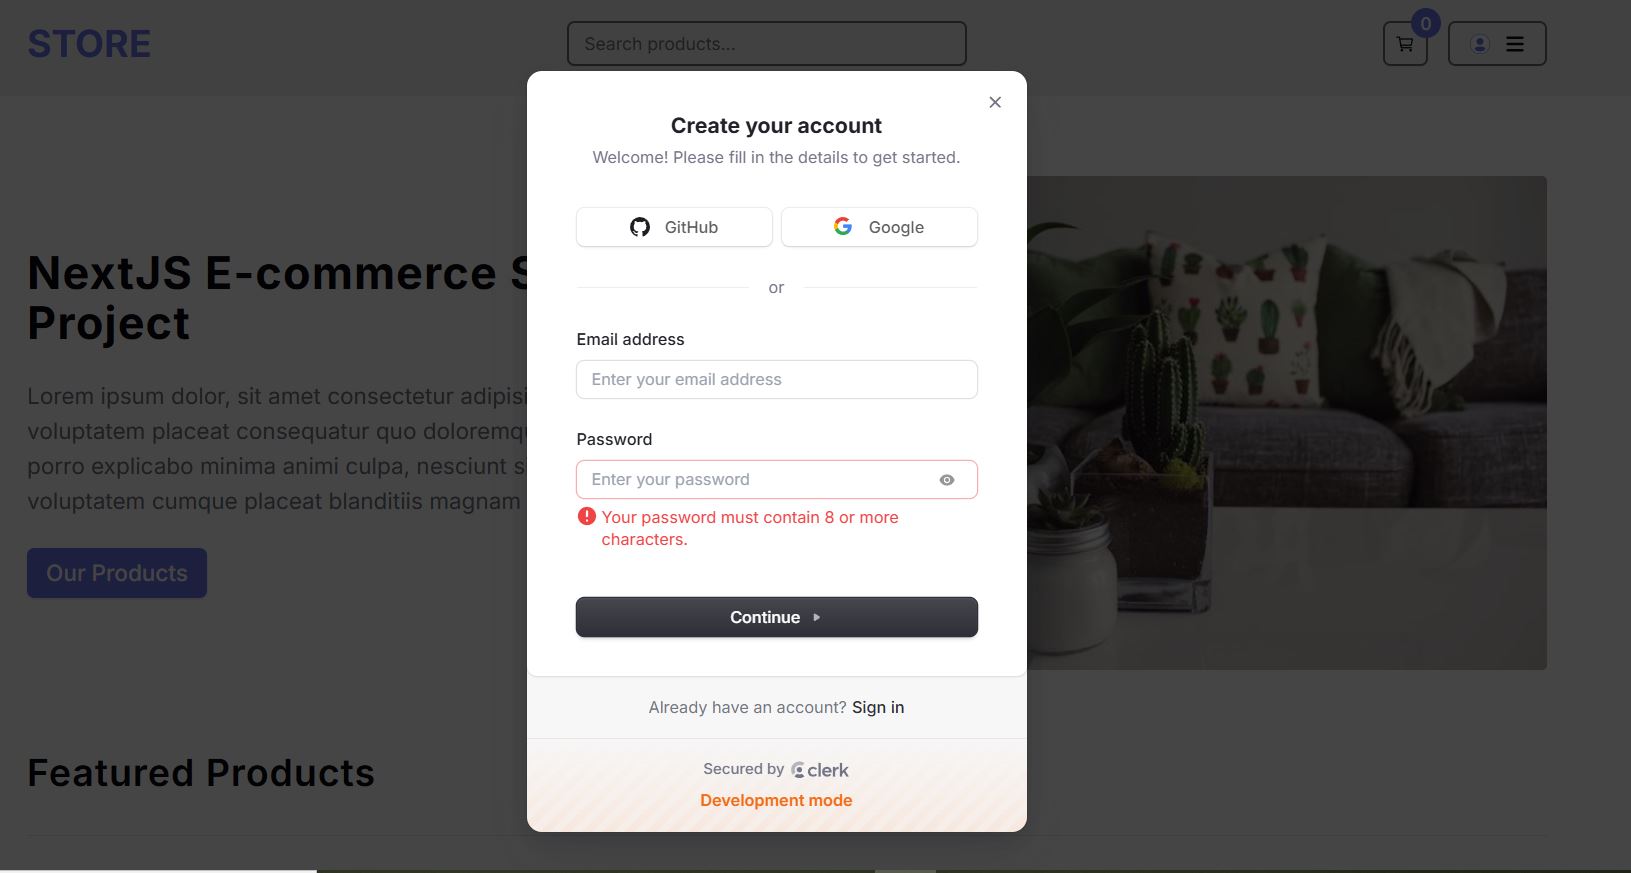 STORE
Search products...
0
Create your account
Welcome! Please fill in the details to get started.
GitHub
Google
or
Email address
Enter your email address
Password
Enter your password
Your password must contain 8 or more
characters.
Continue
Already have an account? Sign in
Secured by clerk
Development mode
NextJS E-commerce S
Project
Lorem ipsum dolor, sit amet consectetur adipisi
voluptatem placeat consequatur quo doloremqu
porro explicabo minima animi culpa, nesciunt s
voluptatem cumque placeat blanditiis magnam
Our Products
Featured Products